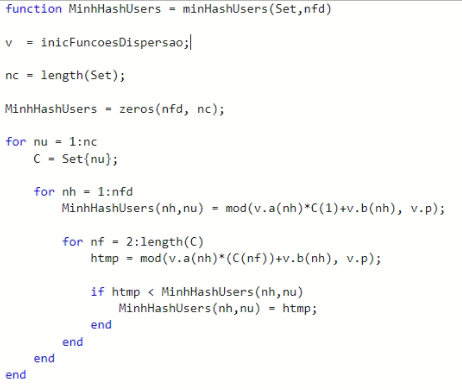 function MinhHashUsers = minHashUsers(Set,nfd)
v  = inicFuncoesDispersao;
nc = length(Set);
MinhHashUsers = zeros(nfd, nc);
for nu = 1:nc
    C = Set{nu};
    for nh = 1:nfd
        MinhHashUsers(nh,nu) = mod(v.a(nh)*C(1)+v.b(nh), v.p);
        for nf = 2:length(C)
            htmp = mod(v.a(nh)*(C(nf))+v.b(nh), v.p);
            if htmp < MinhHashUsers(nh,nu)
                MinhHashUsers(nh,nu) = htmp;
            end
        end
    end
end